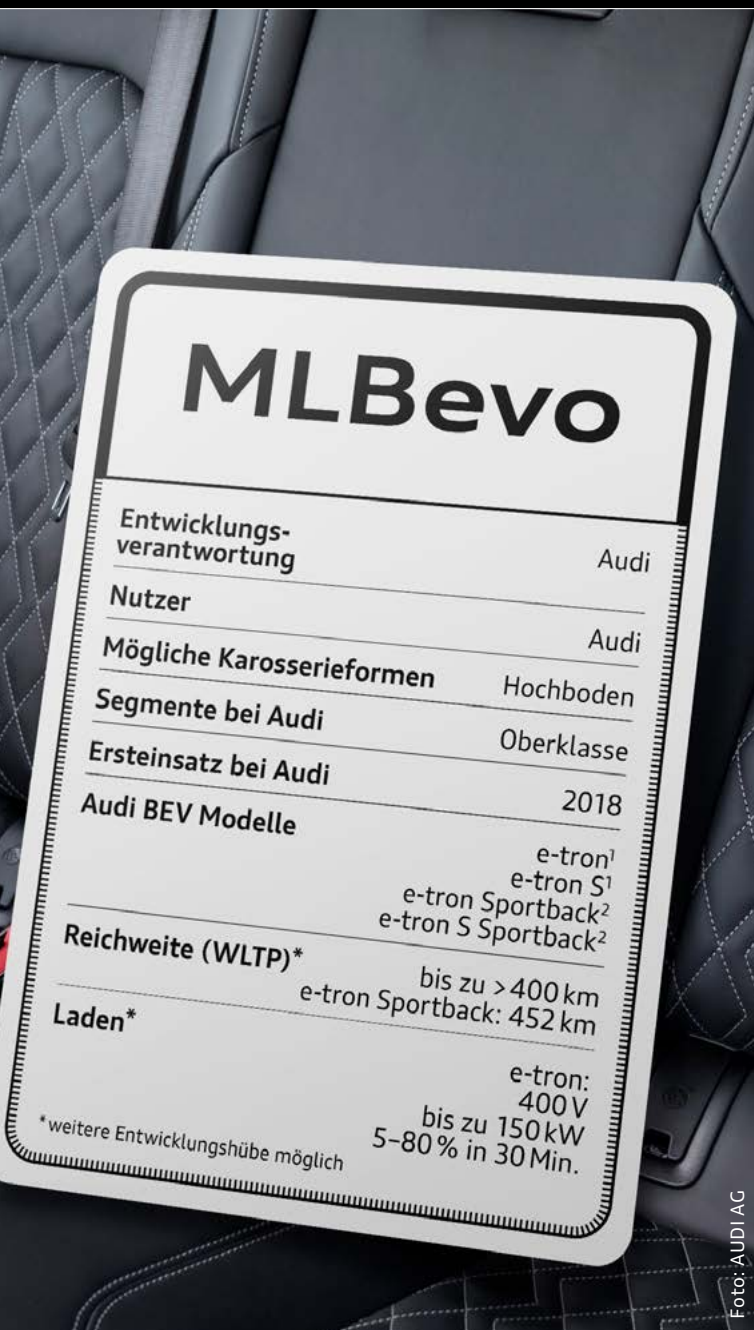 MLBevo
Entwicklungs-
verantwortung Audi
Nutzer Audi
Mögliche Karosserieformen Hochboden
Segmente bei Audi Oberklasse
Ersteinsatz bei Audi 2018
Audi BEV Modelle
e-tron¹
e-tron S¹
e-tron Sportback²
e-tron S Sportback²
Reichweite (WLTP)* bis zu >400 km
e-tron Sportback: 452 km
Laden*
e-tron:
400 V
bis zu 150 kW
5–80 % in 30 Min.
*weitere Entwicklungshübe möglich
Foto: AUDI AG